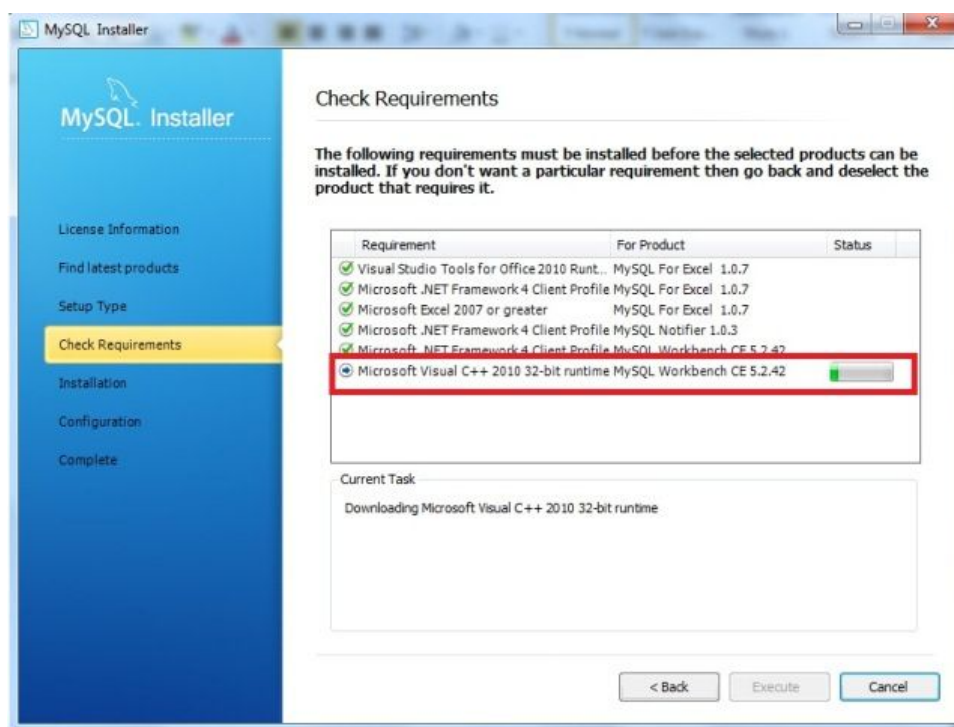 MySQL Installer
MySQL. Installer
License Information
Find latest products
Setup Type
Check Requirements
Installation
Configuration
Complete
Check Requirements
The following requirements must be installed before the selected products can be
installed. If you don't want a particular requirement then go back and deselect the
product that requires it.
Requirement For Product Status
Visual Studio Tools for Office 2010 Runt... MySQL For Excel 1.0.7
Microsoft .NET Framework 4 Client Profile MySQL For Excel 1.0.7
Microsoft Excel 2007 or greater MySQL For Excel 1.0.7
Microsoft .NET Framework 4 Client Profile MySQL Notifier 1.0.3
Microsoft .NET Framework 4 Client Profile MySQL Workbench CE 5.2.42
Microsoft Visual C++ 2010 32-bit runtime MySQL Workbench CE 5.2.42
Current Task
Downloading Microsoft Visual C++ 2010 32-bit runtime
< Back Execute Cancel